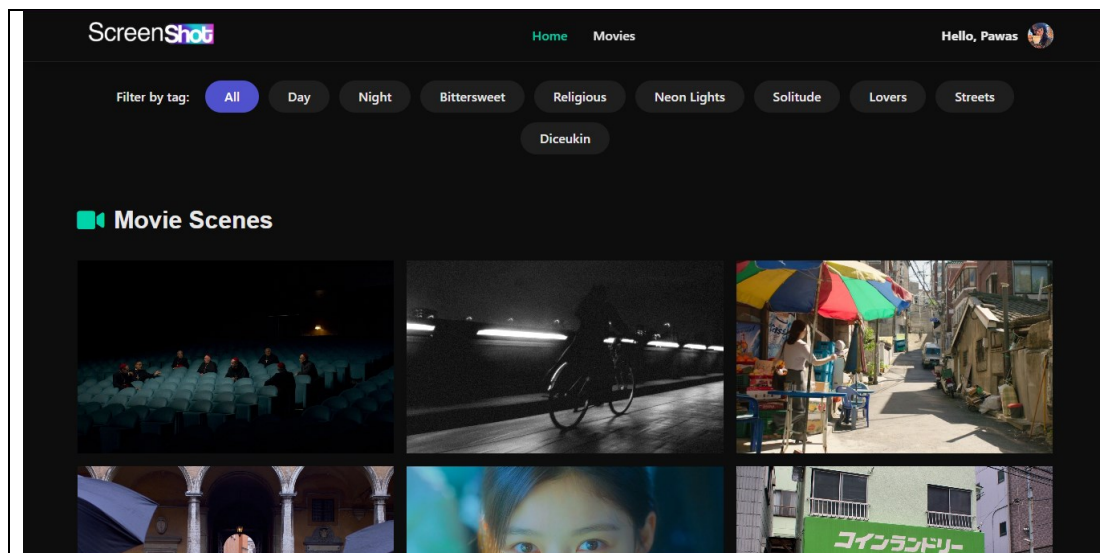 ScreenShot
Home Movies
Hello, Pawas
Filter by tag: All Day Night Bittersweet Religious Neon Lights Solitude Lovers Streets
Diceukin
Movie Scenes
コインランドリー